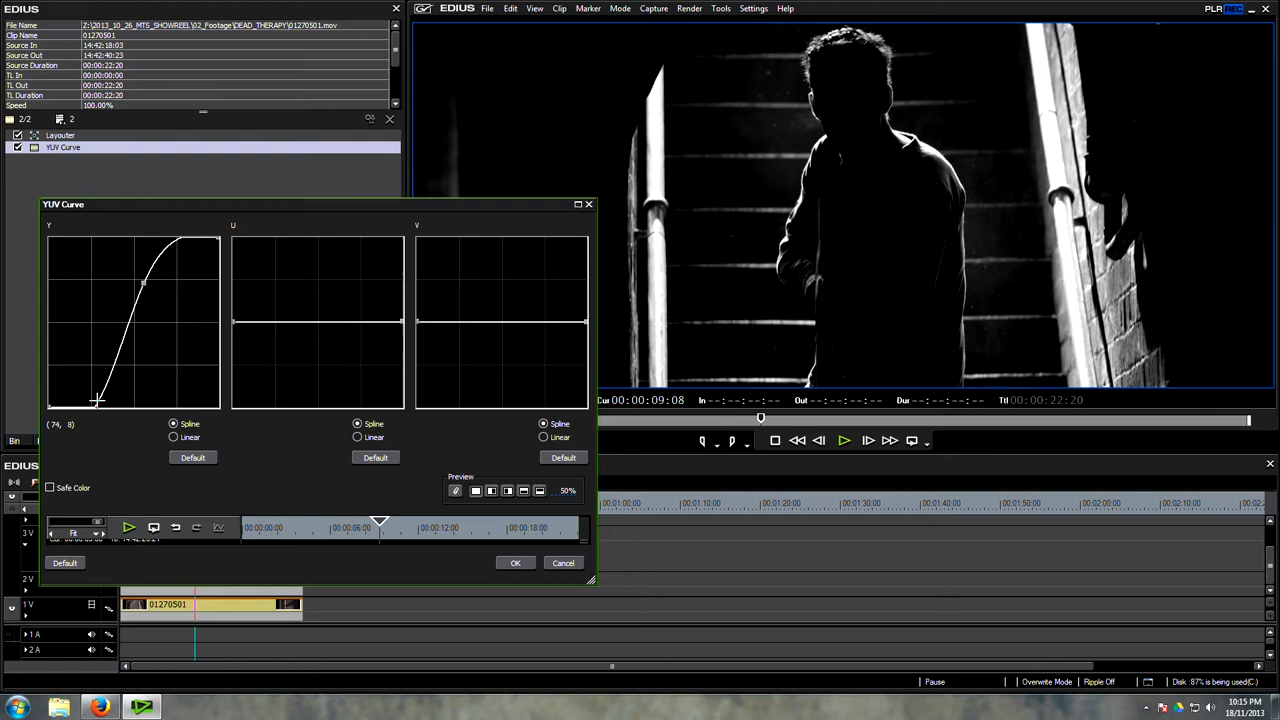 File Name Z:\2013_10_26_MTS_SHOWREEL\02_Footage\DEAD_THERAPY\01270501.mov
Clip Name 01270501
Source In 14:42:18:03
Source Out 14:42:40:23
Source Duration 00:00:22:20
TL In 00:00:00:00
TL Out 00:00:22:20
TL Duration 00:00:22:20
Speed 100.00%
2/2 2
Layouter
YUV Curve
EDIUS File Edit View Clip Marker Mode Capture Render Tools Settings Help PLR REC
YUV Curve
Y U V
(74, 8)
Spline Spline Spline
Linear Linear Linear
Default Default Default
Safe Color
Preview
50%
Fit
00:00:00:00 00:00:06:00 00:00:12:00 00:00:18:00
Default OK Cancel
Bin
Cur 00:00:09:08 In --:--:--:-- Out --:--:--:-- Dur --:--:--:-- Ttl 00:00:22:20
EDIUS
00:01:00:00 00:01:10:00 00:01:20:00 00:01:30:00 00:01:40:00 00:01:50:00 00:02:00:00 00:02:10:00 00:02:2
3 V
2 V
1 V 01270501
1 A
2 A
Pause Overwrite Mode Ripple Off Disk :87% is being used(C:)
10:15 PM
18/11/2013